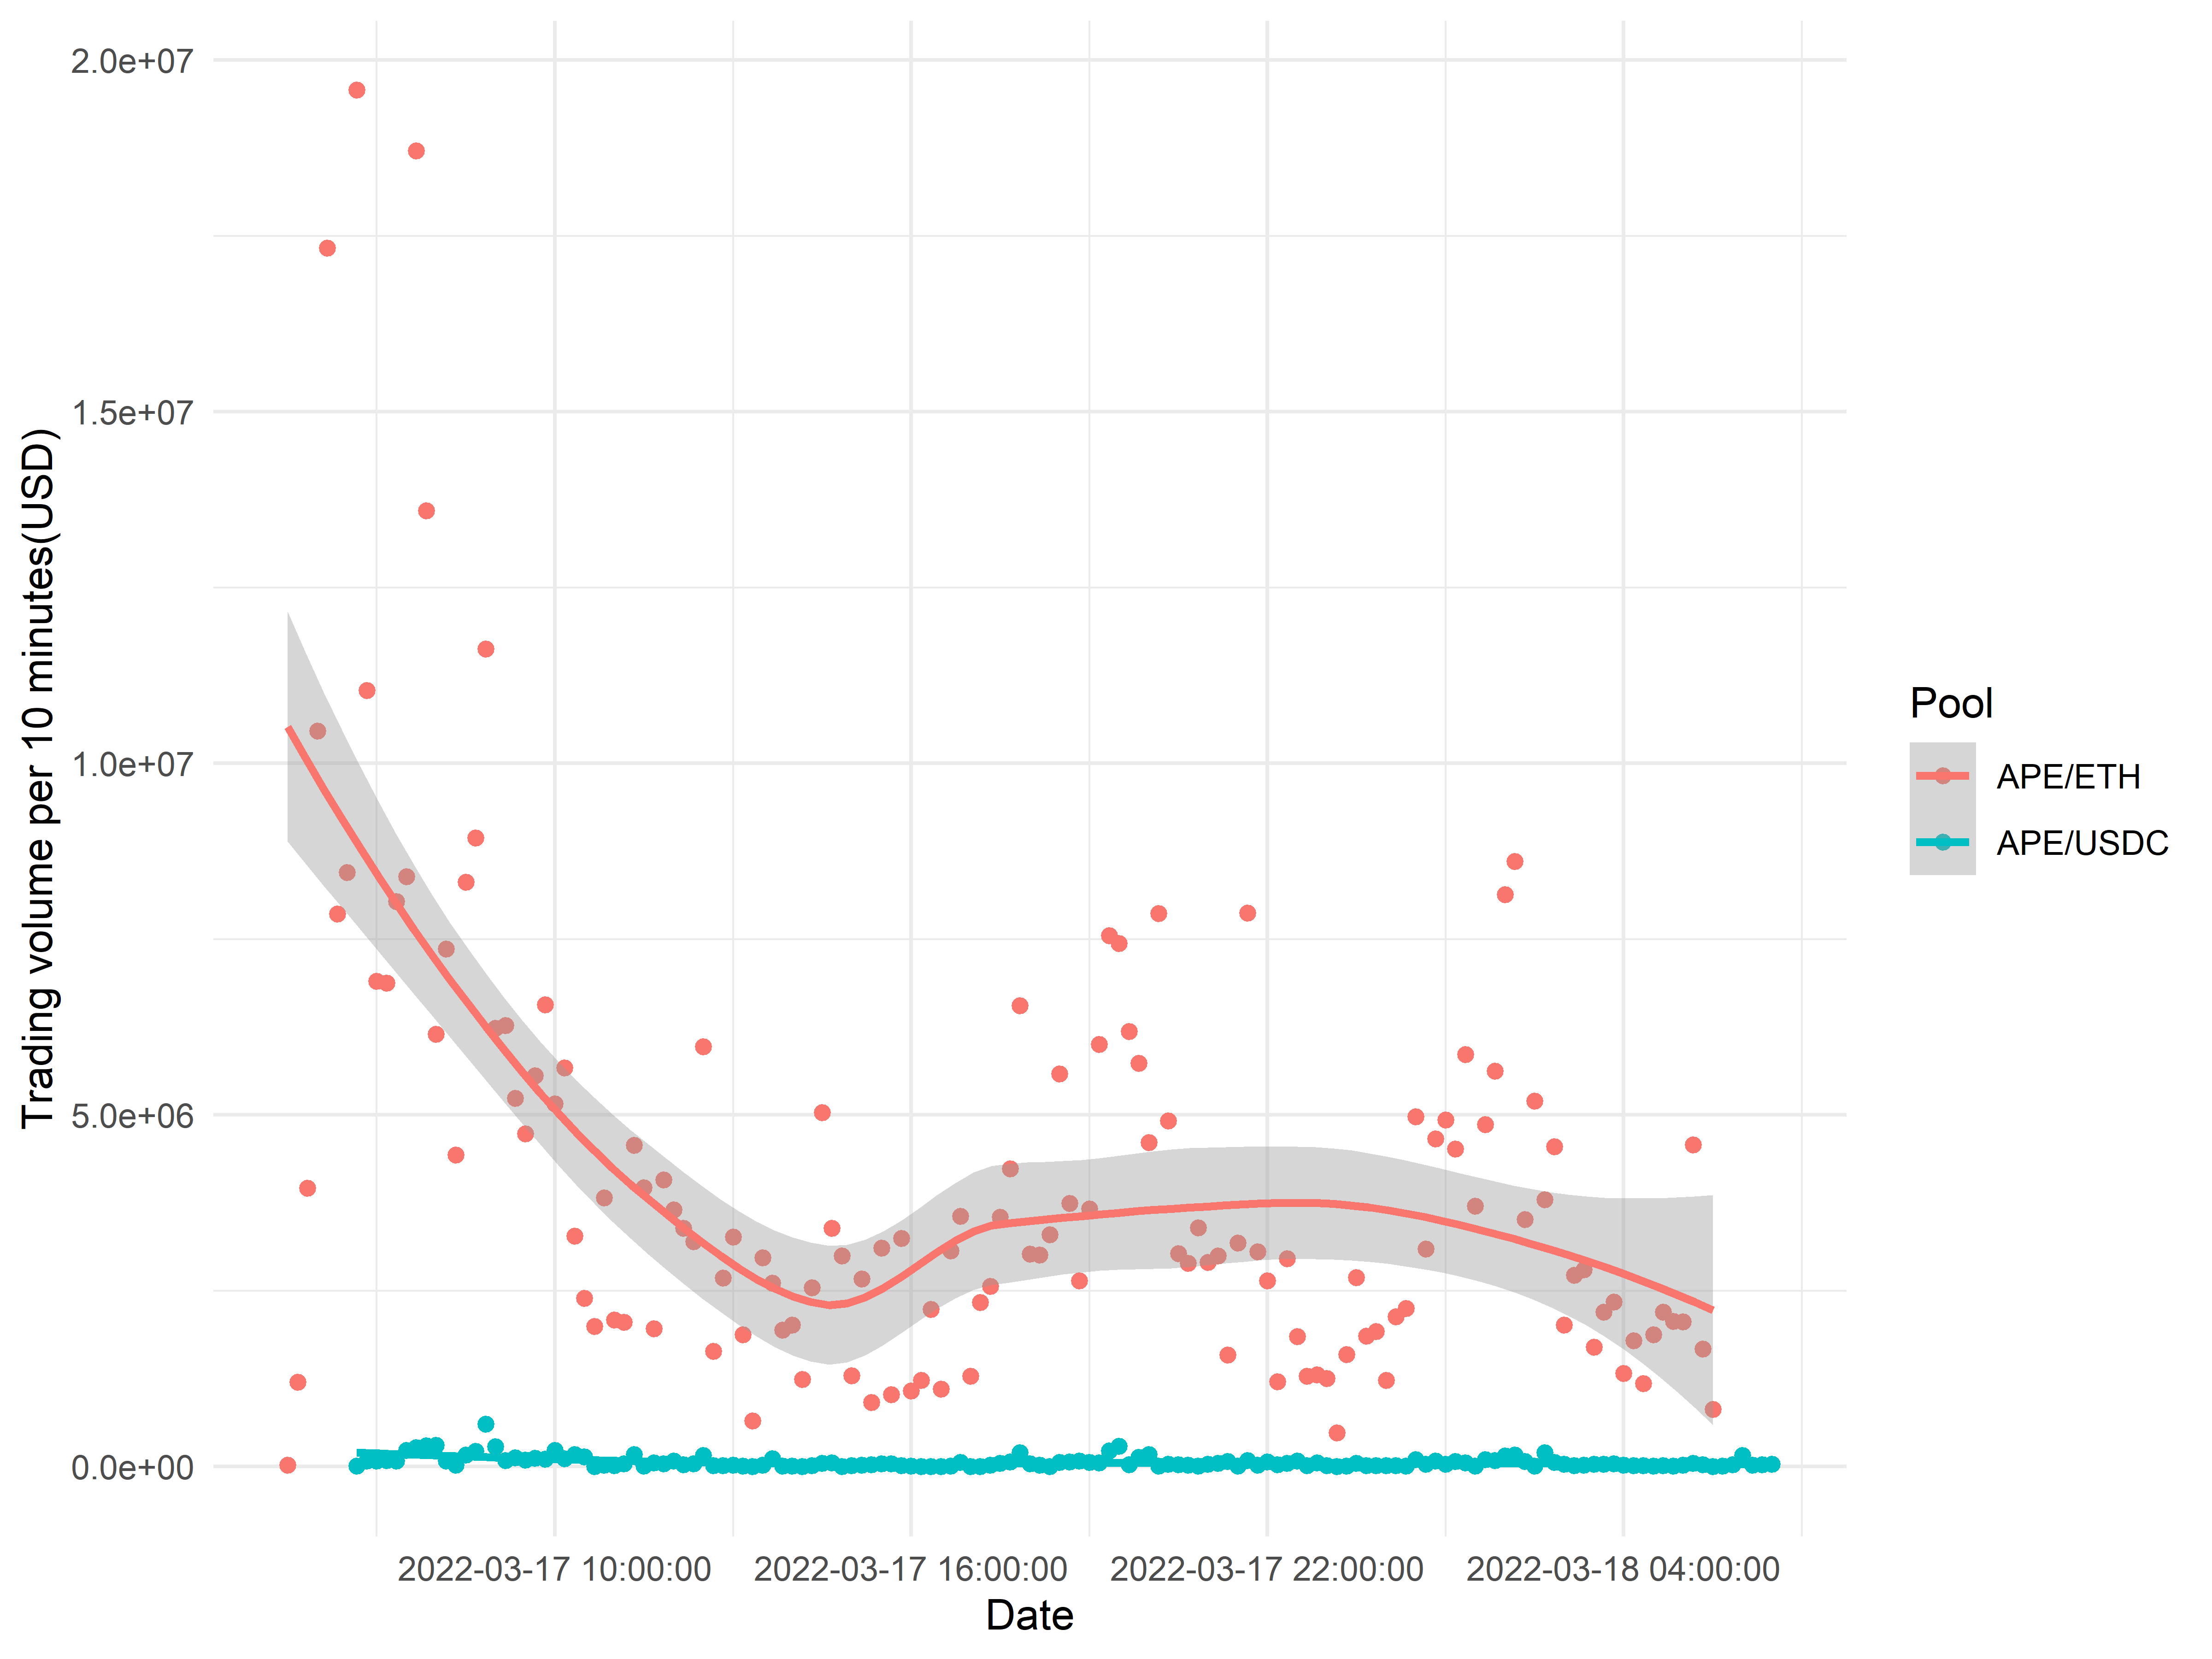 Trading volume per 10 minutes(USD)
2.0e+07
1.5e+07
1.0e+07
5.0e+06
0.0e+00
2022-03-17 10:00:00
2022-03-17 16:00:00
2022-03-17 22:00:00
2022-03-18 04:00:00
Date
Pool
APE/ETH
APE/USDC